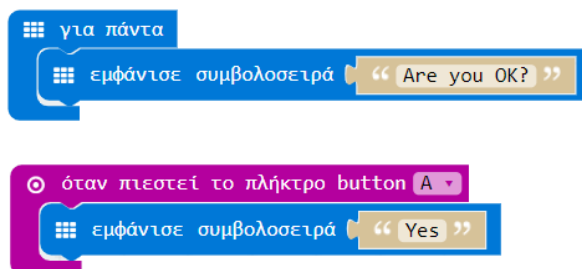 για πάντα
εμφάνισε συμβολοσειρά “ Are you OK? ”
όταν πιεστεί το πλήκτρο button A
εμφάνισε συμβολοσειρά “ Yes ”